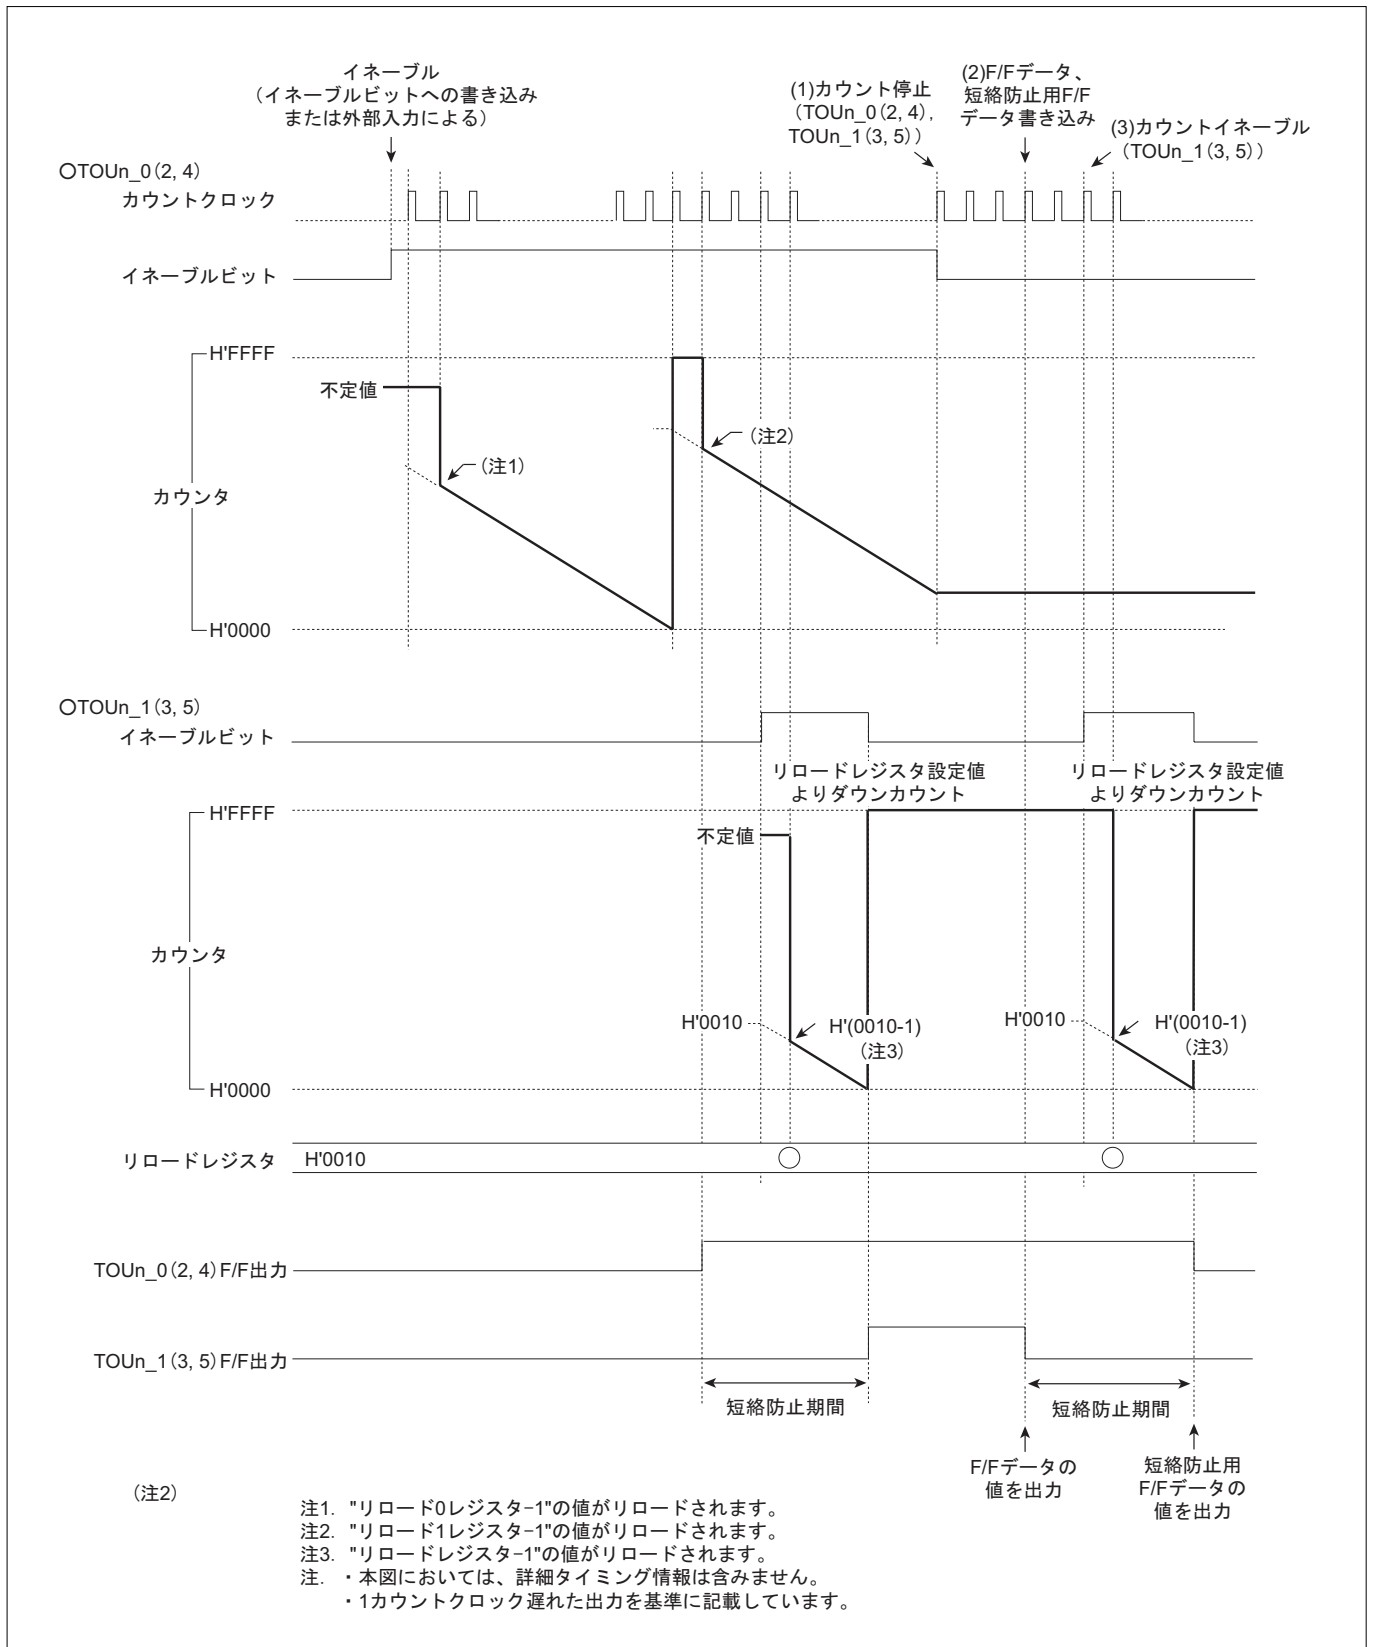 イネーブル
（イネーブルビットへの書き込み
または外部入力による）
(1)カウント停止
（TOUn_0(2, 4),
TOUn_1(3, 5)）
(2)F/Fデータ、
短絡防止用F/F
データ書き込み
(3)カウントイネーブル
（TOUn_1(3, 5)）
○TOUn_0(2, 4)
カウントクロック
イネーブルビット
H'FFFF
不定値
（注2）
（注1）
カウンタ
H'0000
○TOUn_1(3, 5)
イネーブルビット
リロードレジスタ設定値
よりダウンカウント
リロードレジスタ設定値
よりダウンカウント
H'FFFF
不定値
カウンタ
H'0010
H'(0010-1)
（注3）
H'0010
H'(0010-1)
（注3）
H'0000
リロードレジスタ
H'0010
TOUn_0(2, 4)F/F出力
TOUn_1(3, 5)F/F出力
短絡防止期間
短絡防止期間
F/Fデータの
値を出力
短絡防止用
F/Fデータの
値を出力
（注2）
注1. "リロード0レジスタ−1"の値がリロードされます。
注2. "リロード1レジスタ−1"の値がリロードされます。
注3. "リロードレジスタ−1"の値がリロードされます。
注. ・本図においては、詳細タイミング情報は含みません。
・1カウントクロック遅れた出力を基準に記載しています。